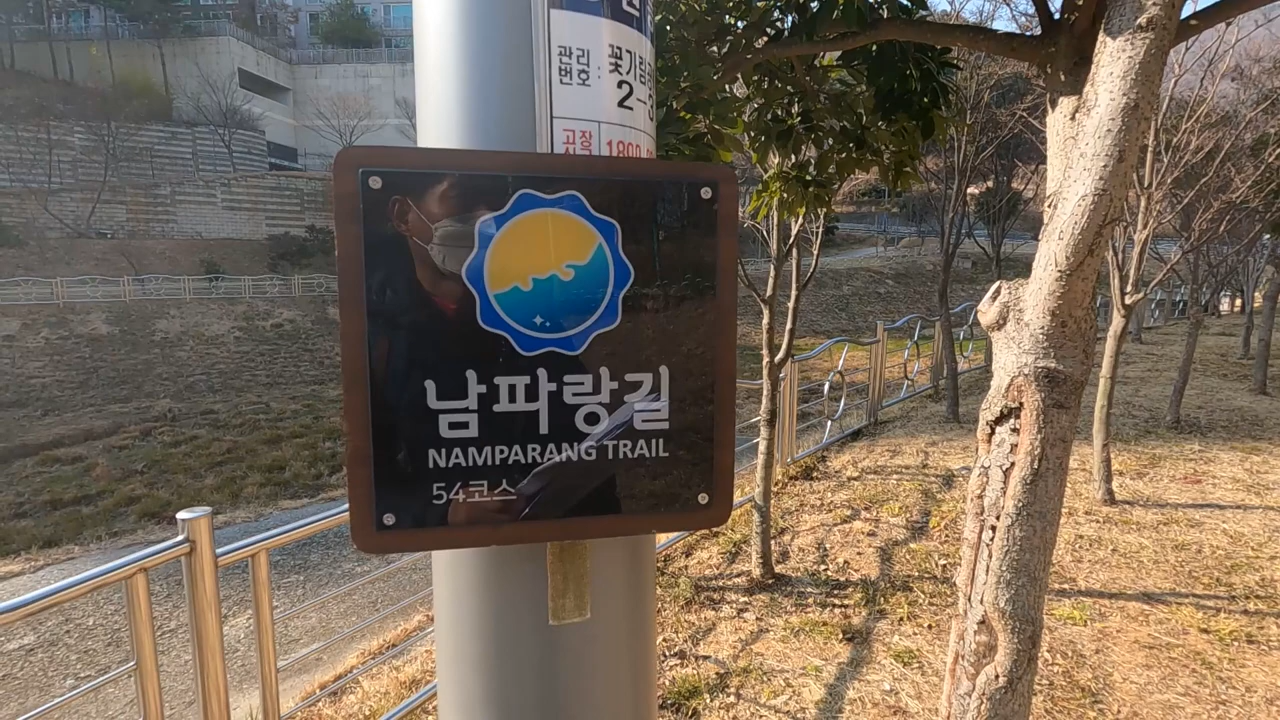 관리
번호 : 꽃기림
2-
고장
1800
남파랑길
NAMPARANG TRAIL
54코스